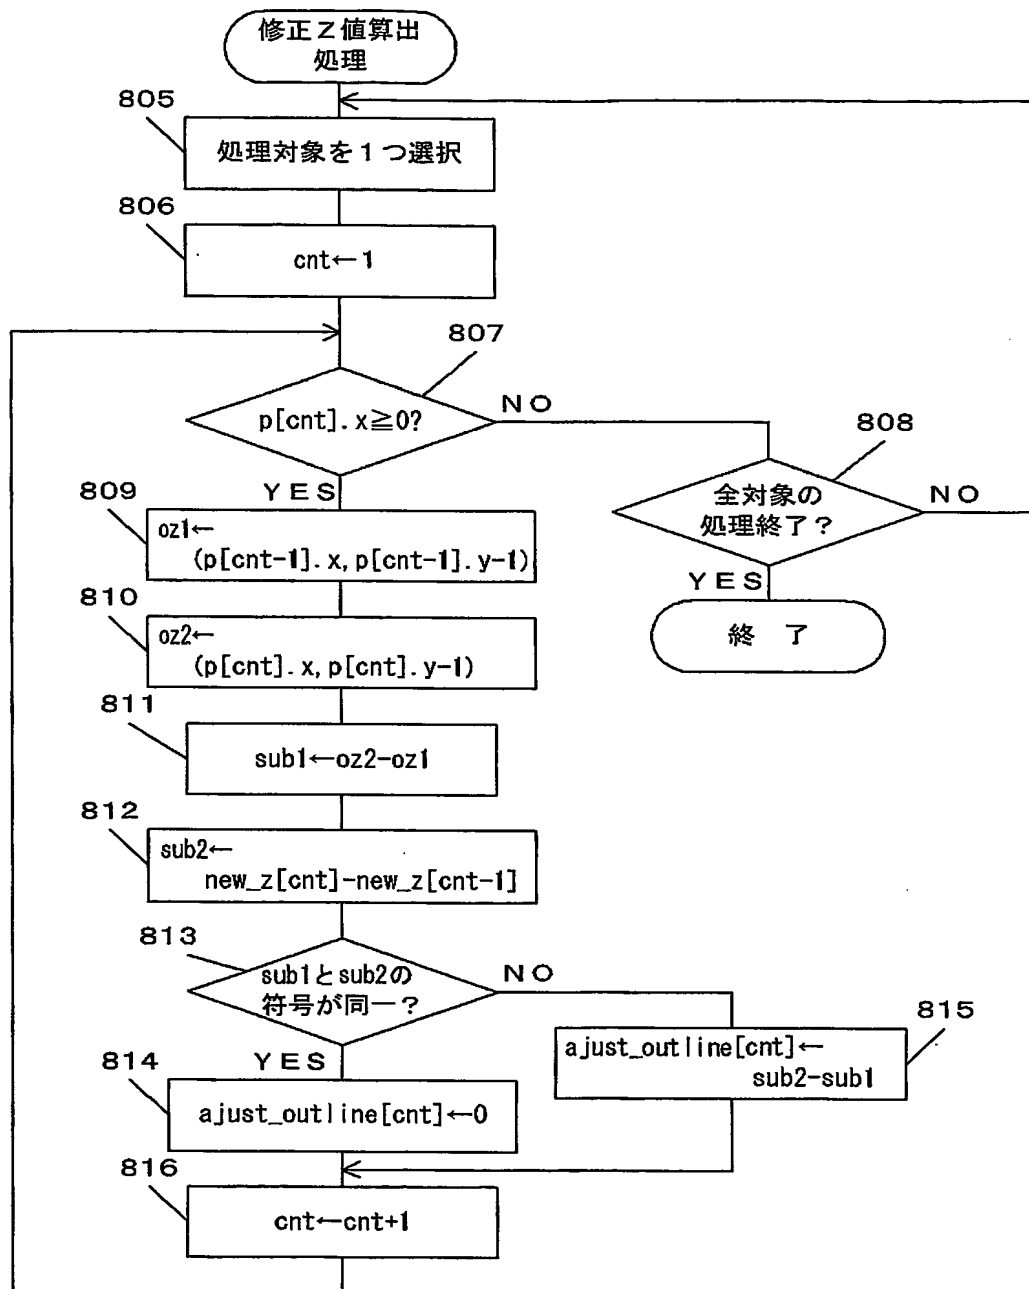 修正Z値算出
処理
805
処理対象を1つ選択
806
cnt←1
807
p[cnt].x≧0?
NO
YES
808
全対象の
処理終了?
NO
YES
終 了
809
oz1←
(p[cnt-1].x,p[cnt-1].y-1)
810
oz2←
(p[cnt].x,p[cnt].y-1)
811
sub1←oz2-oz1
812
sub2←
new_z[cnt]-new_z[cnt-1]
813
sub1とsub2の
符号が同一?
NO
YES
814
ajust_outline[cnt]←0
815
ajust_outline[cnt]←
sub2-sub1
816
cnt←cnt+1